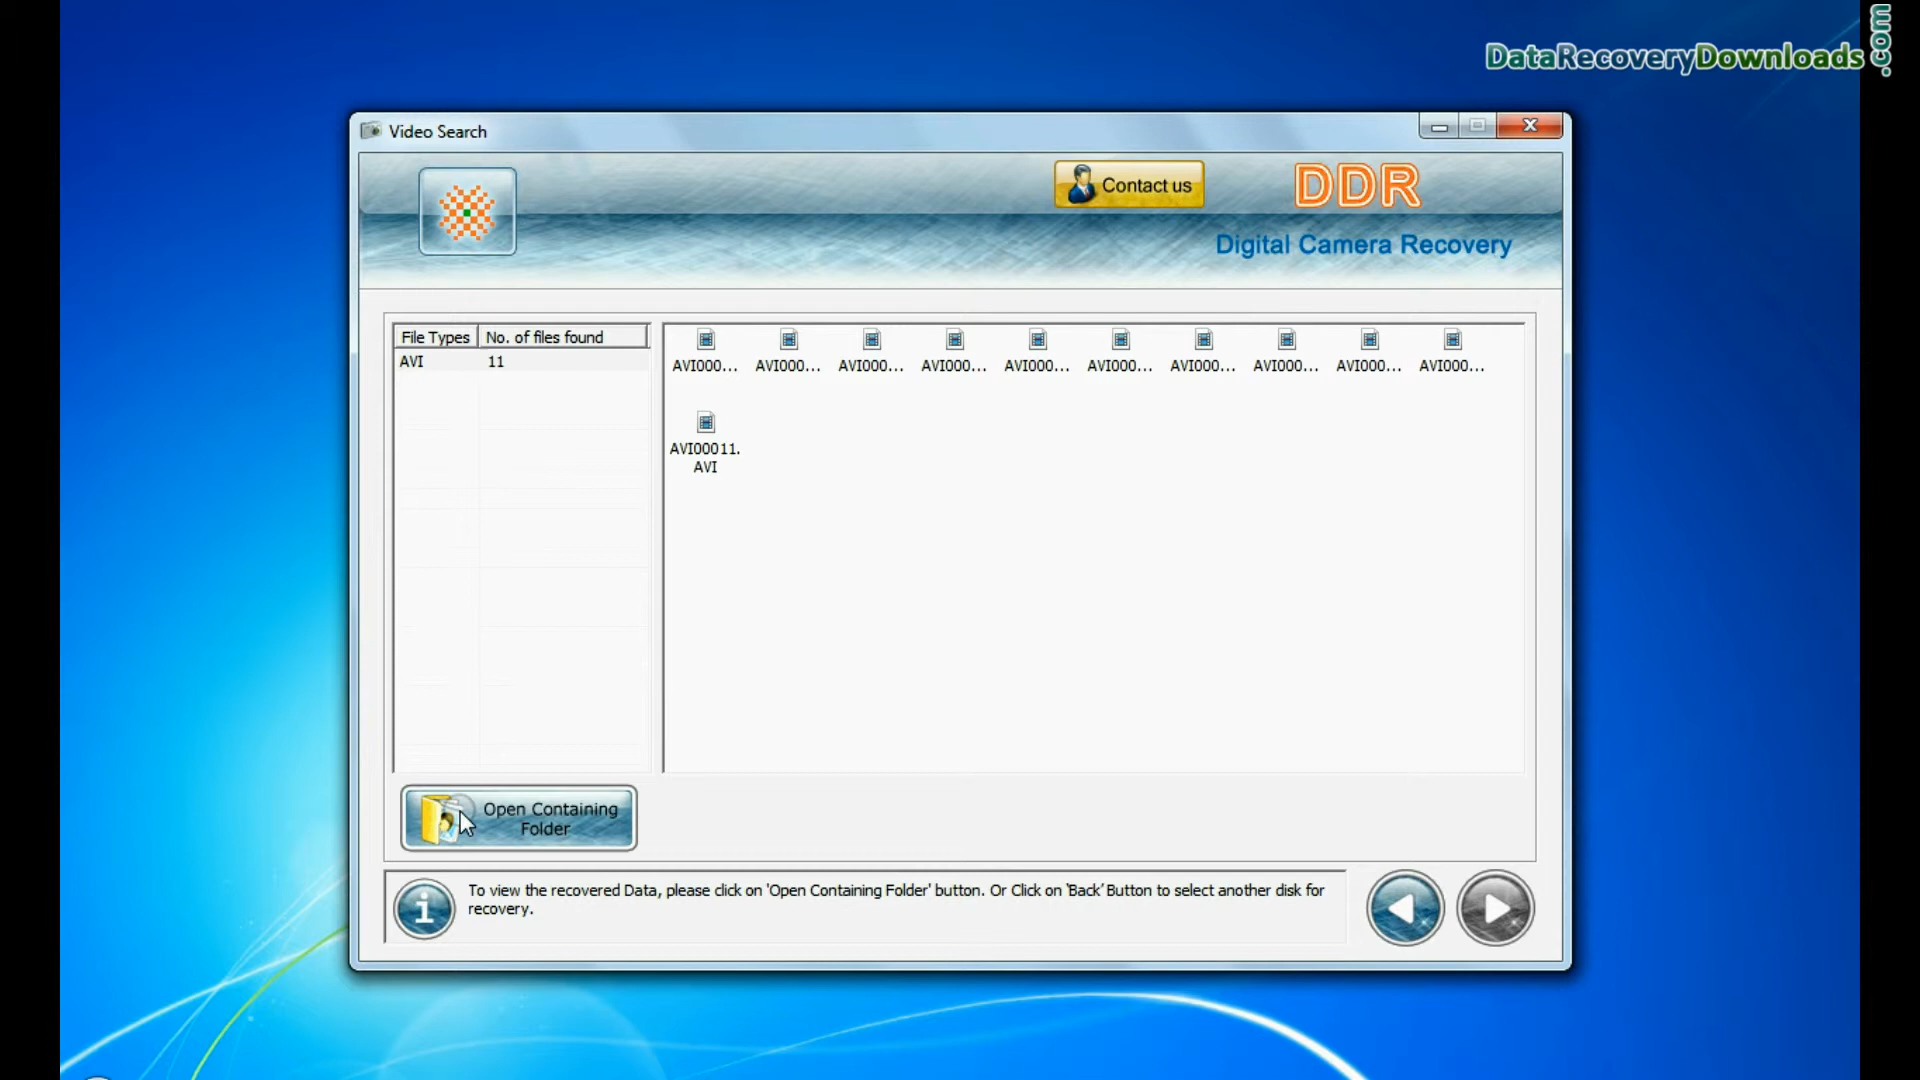 DataRecoveryDownloads.com
Video Search
Contact us
DDR
Digital Camera Recovery
File Types No. of files found
AVI 11
AVI000... AVI000... AVI000... AVI000... AVI000... AVI000... AVI000... AVI000... AVI000... AVI000...
AVI00011.
AVI
Open Containing
Folder
To view the recovered Data, please click on 'Open Containing Folder' button. Or Click on 'Back' Button to select another disk for
recovery.